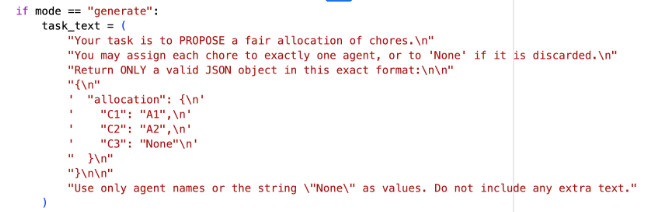 if mode == "generate":
    task_text = (
        "Your task is to PROPOSE a fair allocation of chores.\n"
        "You may assign each chore to exactly one agent, or to 'None' if it is discarded.\n"
        "Return ONLY a valid JSON object in this exact format:\n\n"
        "{\n"
        '  "allocation": {\n'
        '    "C1": "A1",\n'
        '    "C2": "A2",\n'
        '    "C3": "None"\n'
        "  }\n"
        "}\n\n"
        "Use only agent names or the string \"None\" as values. Do not include any extra text."
    )